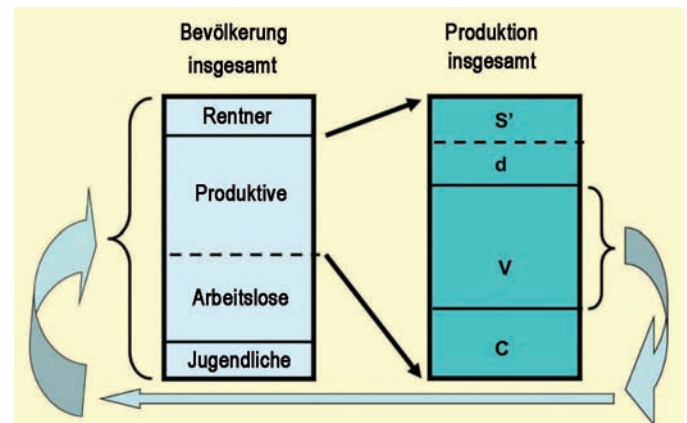 Bevölkerung
insgesamt
Rentner
Produktive
Arbeitslose
Jugendliche
Produktion
insgesamt
S'
d
V
C